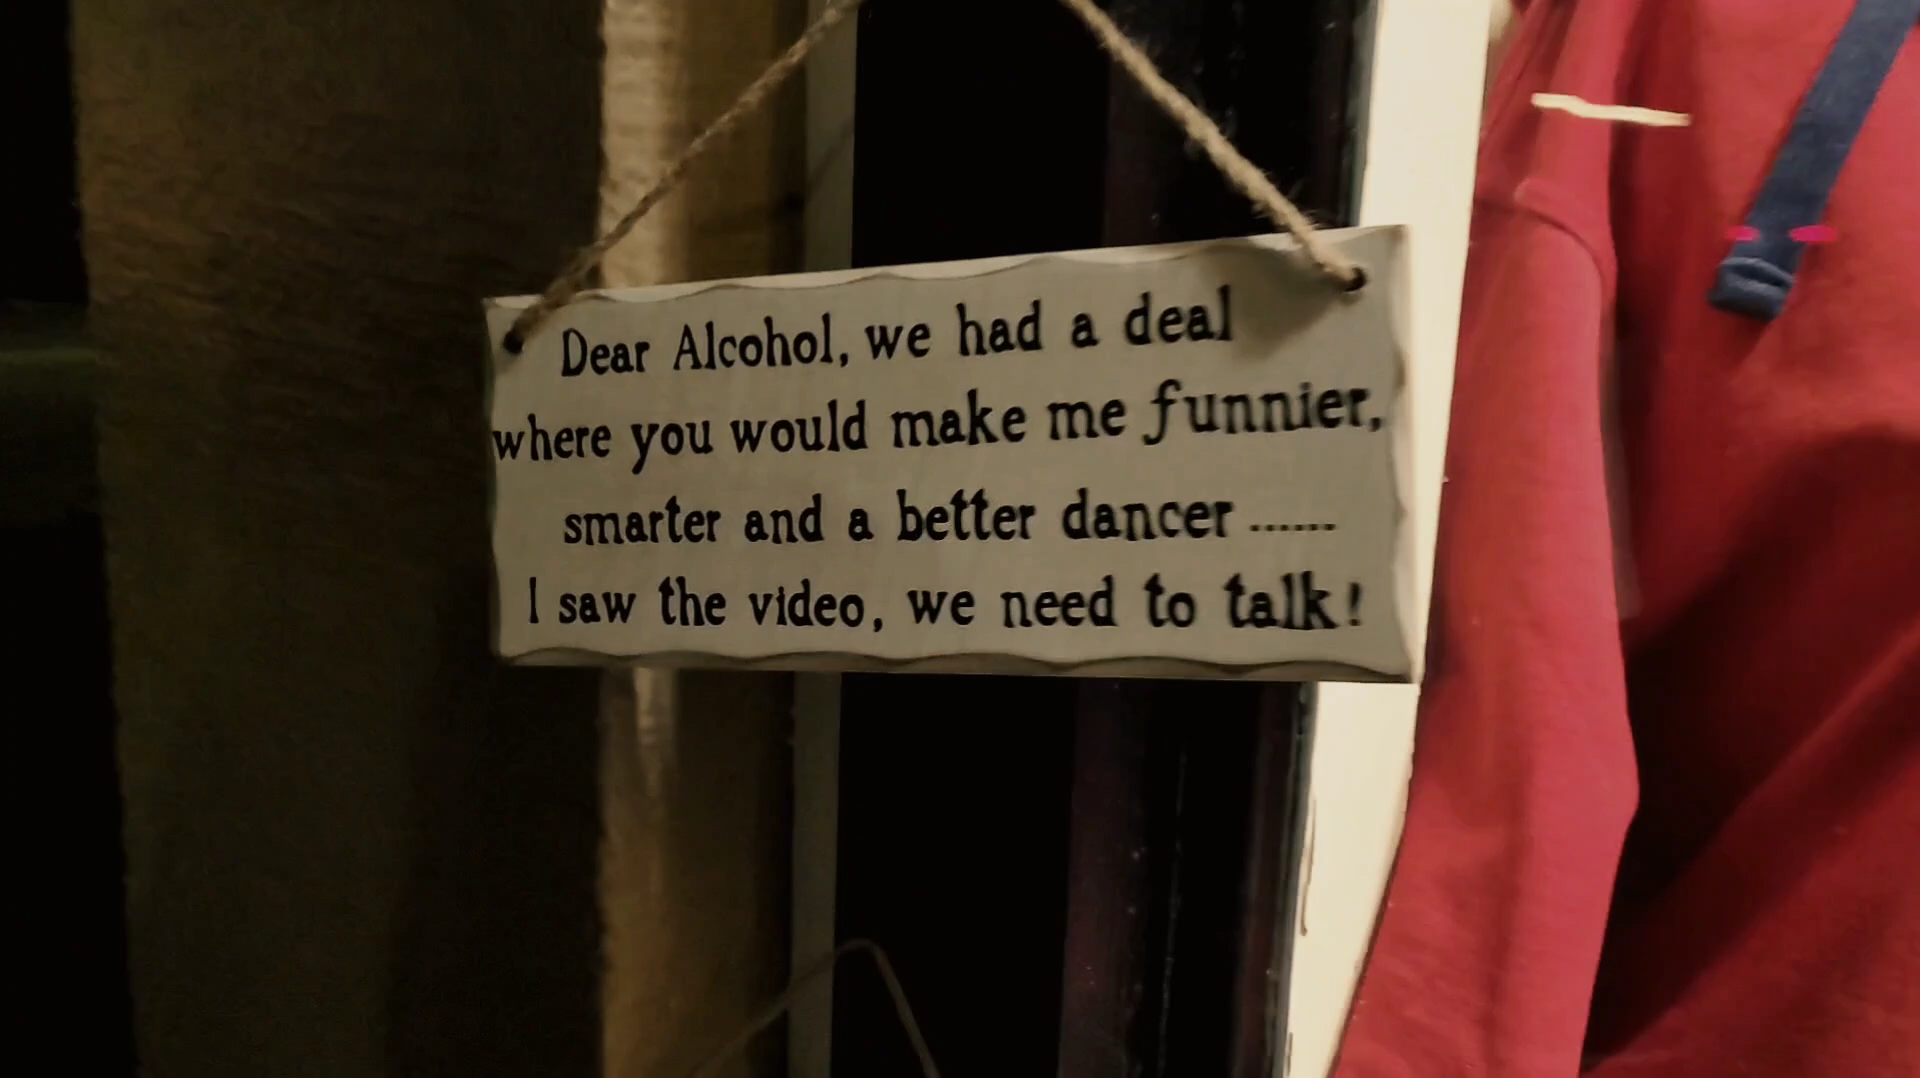 Dear Alcohol, we had a deal
where you would make me funnier,
smarter and a better dancer ......
I saw the video, we need to talk!